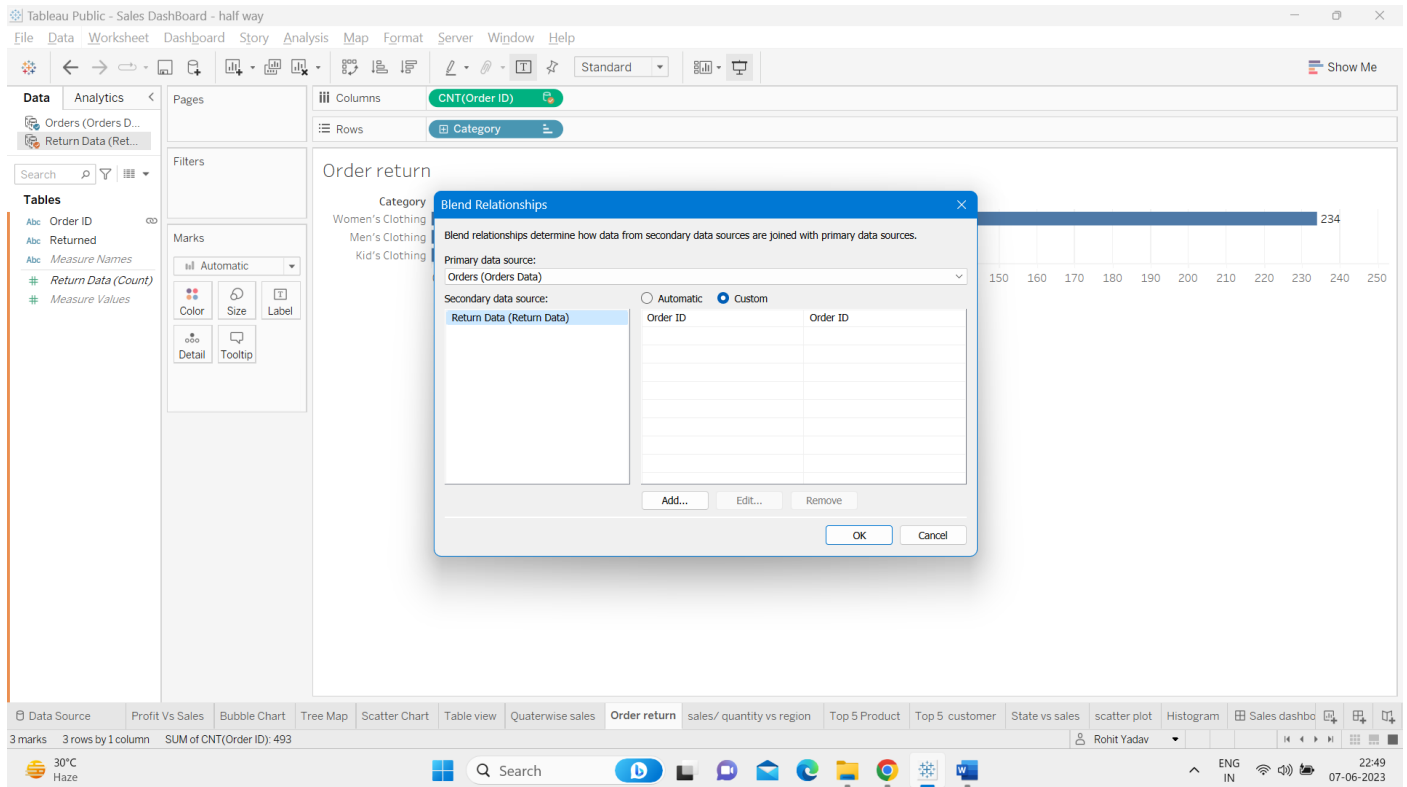 Tableau Public - Sales DashBoard - half way
File Data Worksheet Dashboard Story Analysis Map Format Server Window Help
Standard
Show Me
Data Analytics
Orders (Orders D...
Return Data (Ret...
Search
Tables
Abc Order ID
Abc Returned
Abc Measure Names
# Return Data (Count)
# Measure Values
Pages
Filters
Marks
Automatic
Color Size Label
Detail Tooltip
Columns CNT(Order ID)
Rows Category
Order return
Category
Women's Clothing 234
Men's Clothing
Kid's Clothing
150 160 170 180 190 200 210 220 230 240 250
Blend Relationships
Blend relationships determine how data from secondary data sources are joined with primary data sources.
Primary data source:
Orders (Orders Data)
Secondary data source: Automatic Custom
Return Data (Return Data) Order ID Order ID
Add... Edit... Remove
OK Cancel
Data Source Profit Vs Sales Bubble Chart Tree Map Scatter Chart Table view Quaterwise sales Order return sales/ quantity vs region Top 5 Product Top 5 customer State vs sales scatter plot Histogram Sales dashbo
3 marks 3 rows by 1 column SUM of CNT(Order ID): 493 Rohit Yadav
30°C
Haze
Search
ENG
IN
22:49
07-06-2023